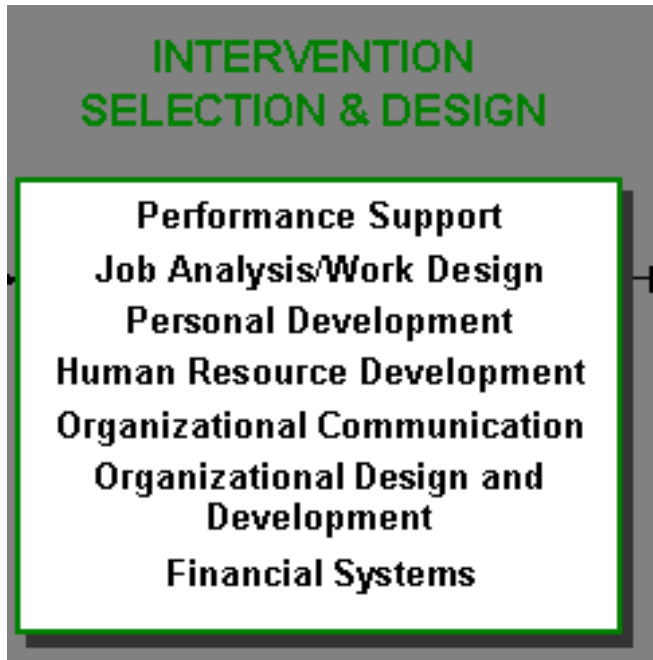 INTERVENTION
SELECTION & DESIGN
Performance Support
Job Analysis/Work Design
Personal Development
Human Resource Development
Organizational Communication
Organizational Design and
Development
Financial Systems